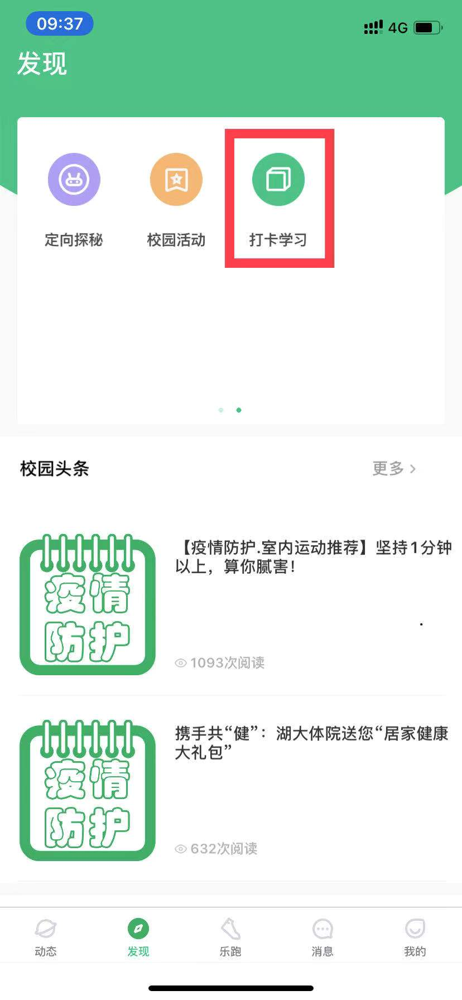 09:37
4G
发现
定向探秘
校园活动
打卡学习
校园头条
更多
【疫情防护.室内运动推荐】坚持1分钟
以上，算你腻害！
疫情
防护
1093次阅读
携手共“健”：湖大体院送您“居家健康
大礼包”
疫情
防护
632次阅读
动态
发现
乐跑
消息
我的